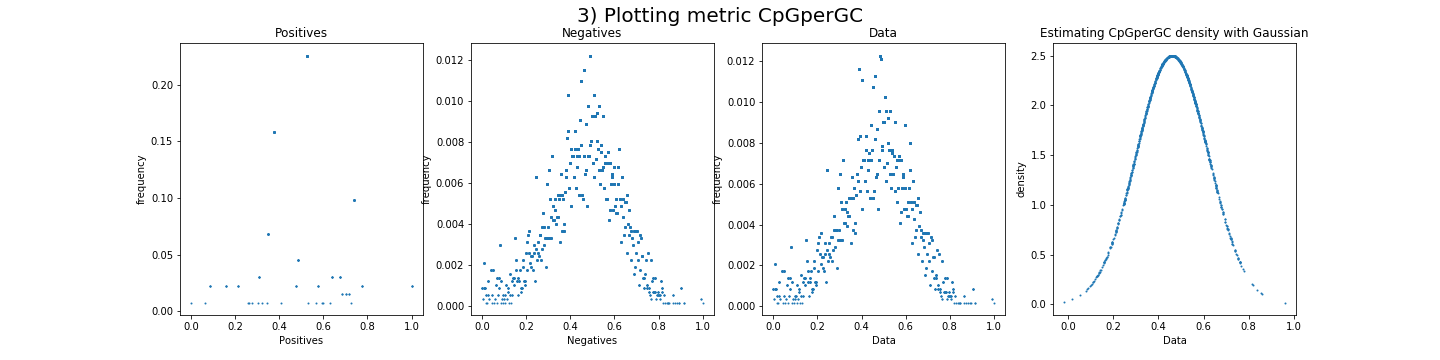 3) Plotting metric CpGperGC
Positives
Negatives
Data
Estimating CpGperGC density with Gaussian
frequency
0.20
0.15
0.10
0.05
0.00
0.0 0.2 0.4 0.6 0.8 1.0
Positives
frequency
0.012
0.010
0.008
0.006
0.004
0.002
0.000
0.0 0.2 0.4 0.6 0.8 1.0
Negatives
frequency
0.012
0.010
0.008
0.006
0.004
0.002
0.000
0.0 0.2 0.4 0.6 0.8 1.0
Data
density
2.5
2.0
1.5
1.0
0.5
0.0
0.0 0.2 0.4 0.6 0.8 1.0
Data